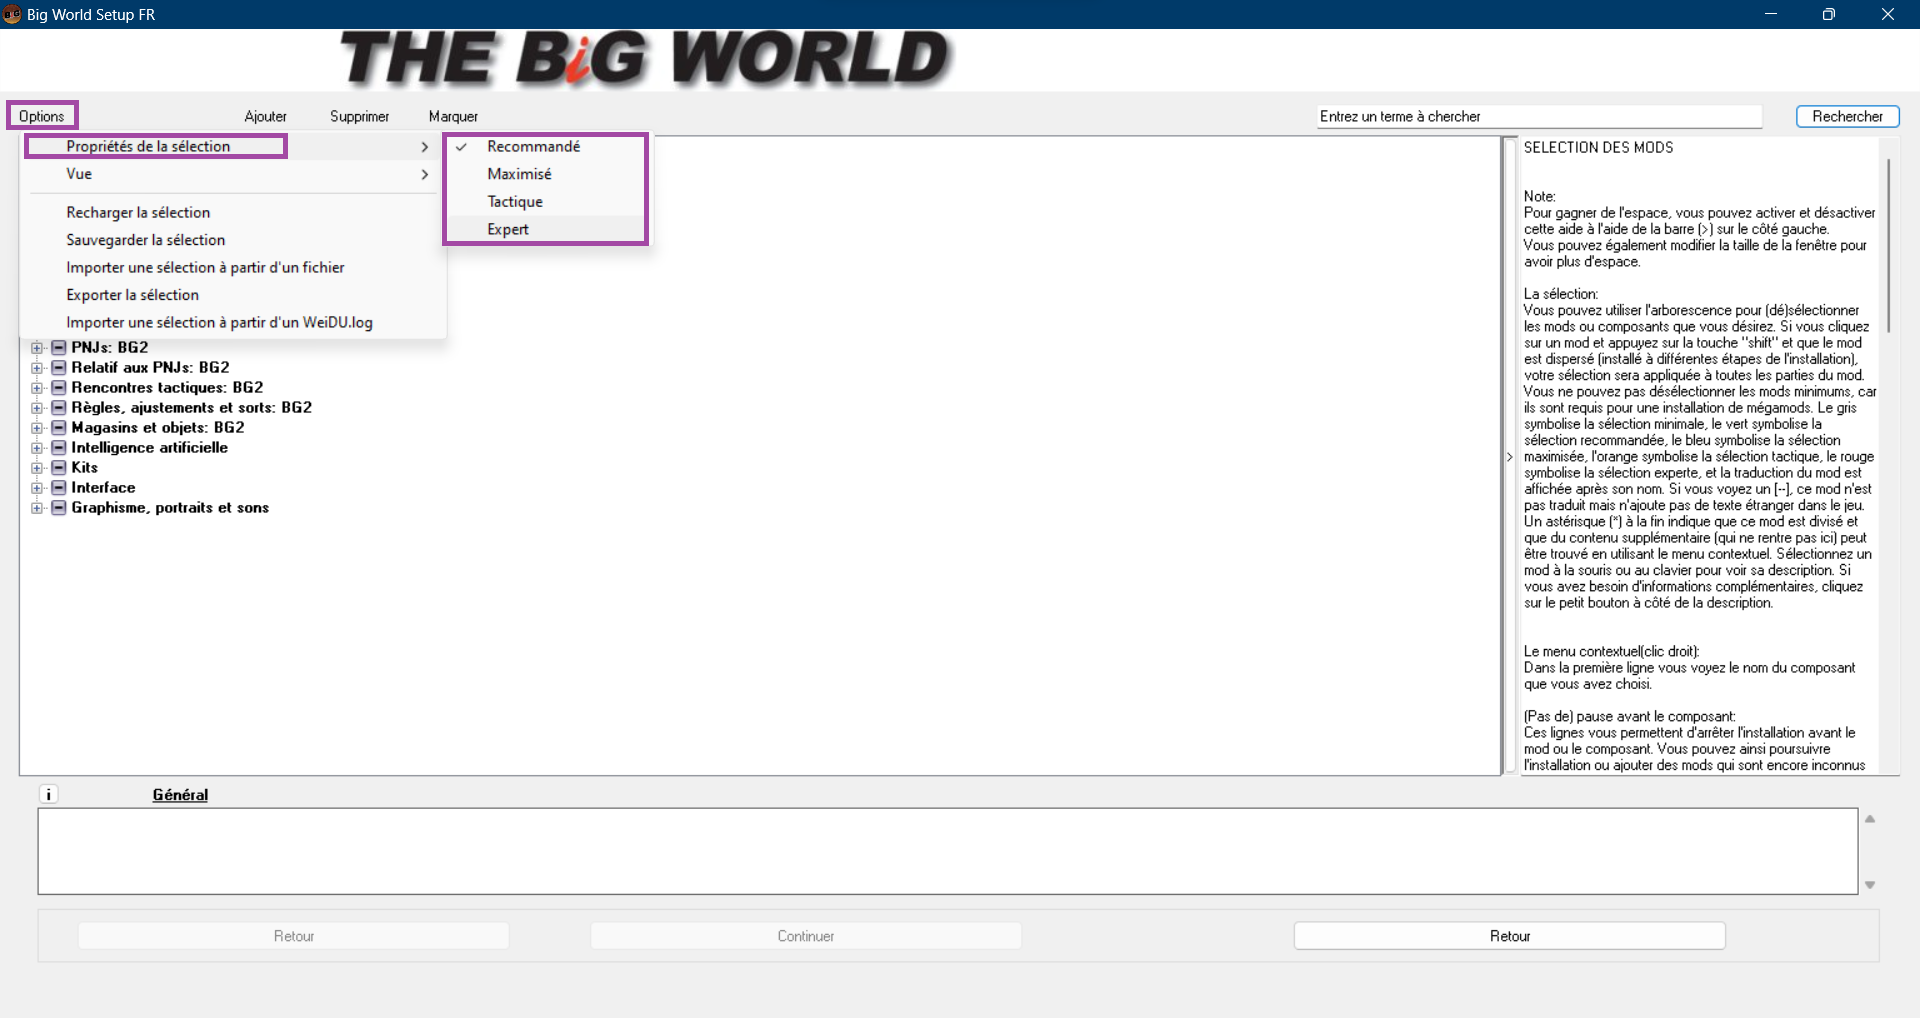 Big World Setup FR
THE BiG WORLD
Options
Ajouter
Supprimer
Marquer
Entrez un terme à chercher
Rechercher
Propriétés de la sélection
Vue
Recharger la sélection
Sauvegarder la sélection
Importer une sélection à partir d'un fichier
Exporter la sélection
Importer une sélection à partir d'un WeiDU.log
Recommandé
Maximisé
Tactique
Expert
PNJs: BG2
Relatif aux PNJs: BG2
Rencontres tactiques: BG2
Règles, ajustements et sorts: BG2
Magasins et objets: BG2
Intelligence artificielle
Kits
Interface
Graphisme, portraits et sons
SELECTION DES MODS
Note:
Pour gagner de l'espace, vous pouvez activer et désactiver
cette aide à l'aide de la barre (>) sur le côté gauche.
Vous pouvez également modifier la taille de la fenêtre pour
avoir plus d'espace.
La sélection:
Vous pouvez utiliser l'arborescence pour (dé)sélectionner
les mods ou composants que vous désirez. Si vous cliquez
sur un mod et appuyez sur la touche "shift" et que le mod
est dispersé (installé à différentes étapes de l'installation),
votre sélection sera appliquée à toutes les parties du mod.
Vous ne pouvez pas désélectionner les mods minimums, car
ils sont requis pour une installation de mégamods. Le gris
symbolise la sélection minimale, le vert symbolise la
sélection recommandée, le bleu symbolise la sélection
maximisée, l'orange symbolise la sélection tactique, le rouge
symbolise la sélection experte, et la traduction du mod est
affichée après son nom. Si vous voyez un [--], ce mod n'est
pas traduit mais n'ajoute pas de texte étranger dans le jeu.
Un astérisque (*) à la fin indique que ce mod est divisé et
que du contenu supplémentaire (qui ne rentre pas ici) peut
être trouvé en utilisant le menu contextuel. Sélectionnez un
mod à la souris ou au clavier pour voir sa description. Si
vous avez besoin d'informations complémentaires, cliquez
sur le petit bouton à côté de la description.
Le menu contextuel(clic droit):
Dans la première ligne vous voyez le nom du composant
que vous avez choisi.
(Pas de) pause avant le composant:
Ces lignes vous permettent d'arrêter l'installation avant le
mod ou le composant. Vous pouvez ainsi poursuivre
l'installation ou ajouter des mods qui sont encore inconnus
i
Général
Retour
Continuer
Retour